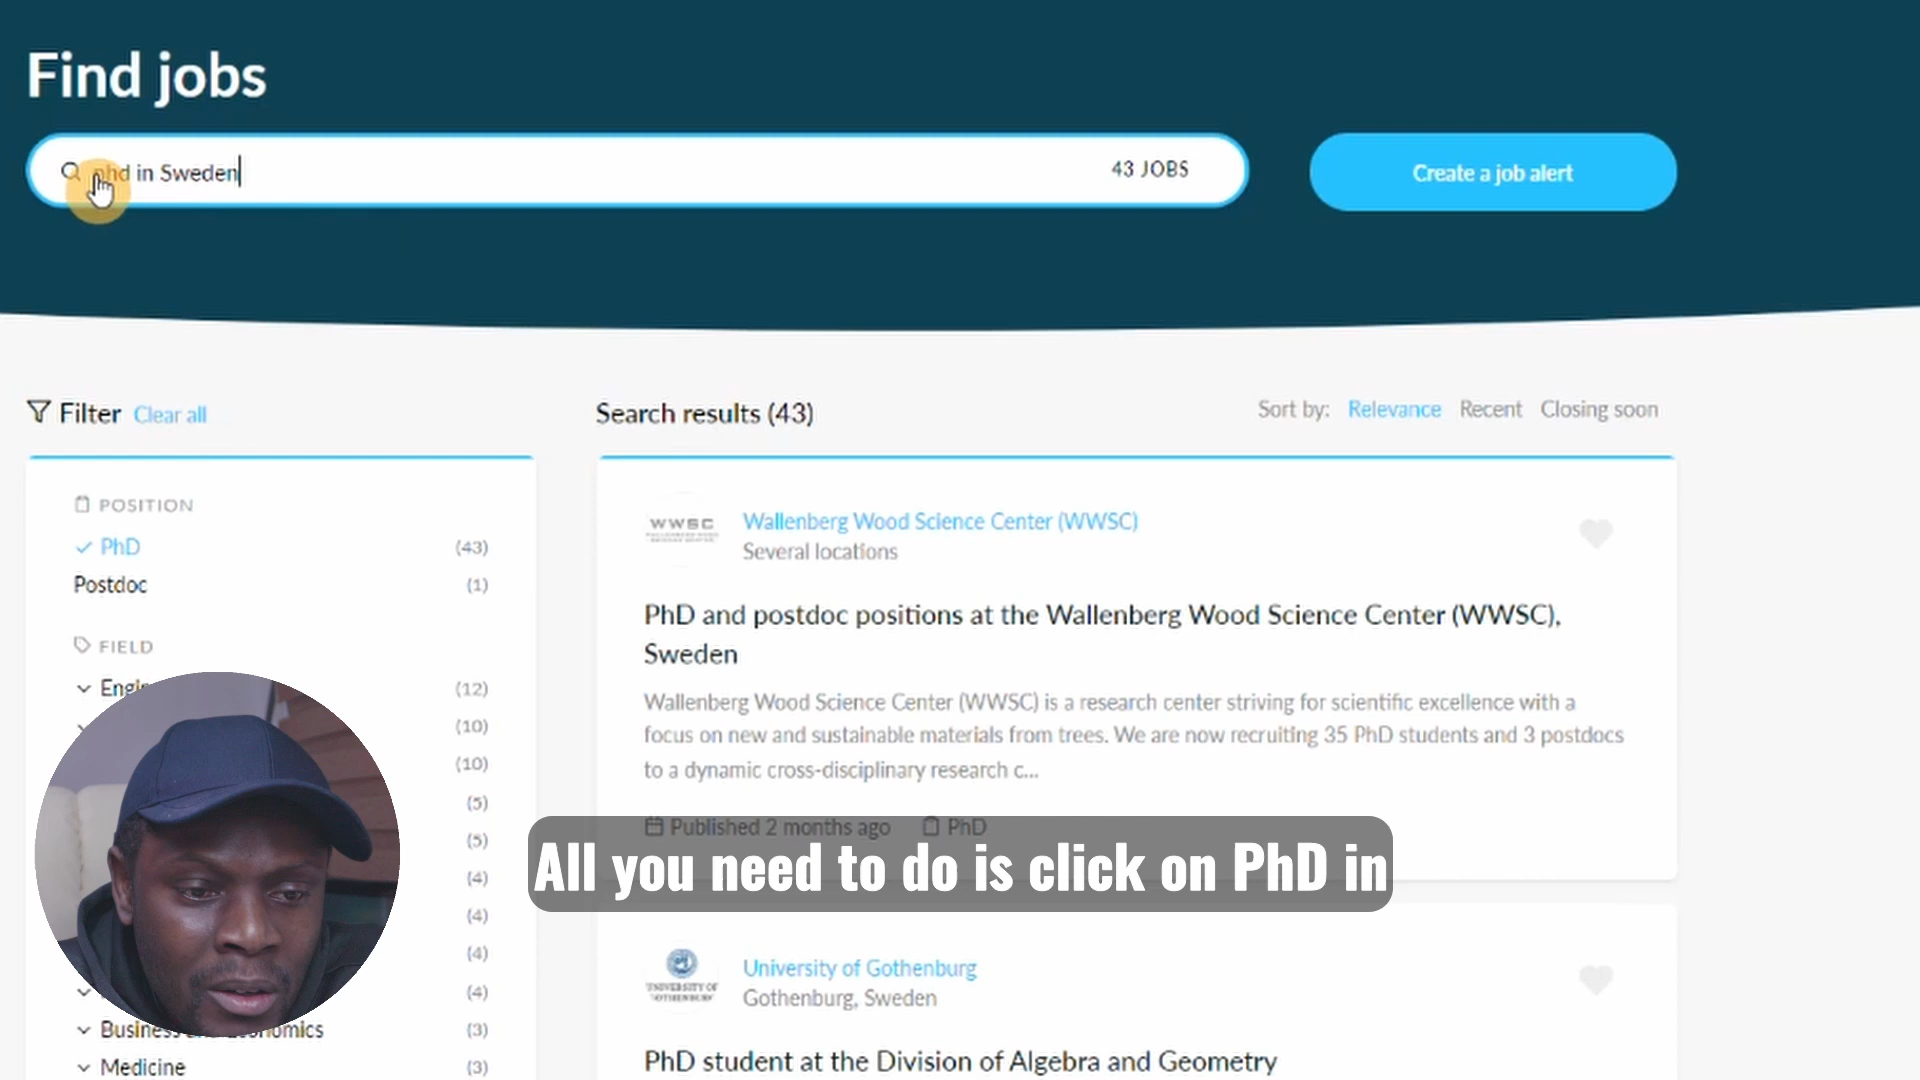 Find jobs
phd in Sweden
43 JOBS
Create a job alert
Filter Clear all
Search results (43)
Sort by: Relevance Recent Closing soon
POSITION
PhD (43)
Postdoc (1)
FIELD
(12)
(10)
(10)
(5)
(5)
(4)
(4)
(4)
(4)
Business (3)
Medicine (3)
WWSC
Wallenberg Wood Science Center (WWSC)
Several locations
PhD and postdoc positions at the Wallenberg Wood Science Center (WWSC),
Sweden
Wallenberg Wood Science Center (WWSC) is a research center striving for scientific excellence with a
focus on new and sustainable materials from trees. We are now recruiting 35 PhD students and 3 postdocs
to a dynamic cross-disciplinary research c...
Published 2 months ago PhD
All you need to do is click on PhD in
UNIVERSITY OF
GOTHENBURG
University of Gothenburg
Gothenburg, Sweden
PhD student at the Division of Algebra and Geometry